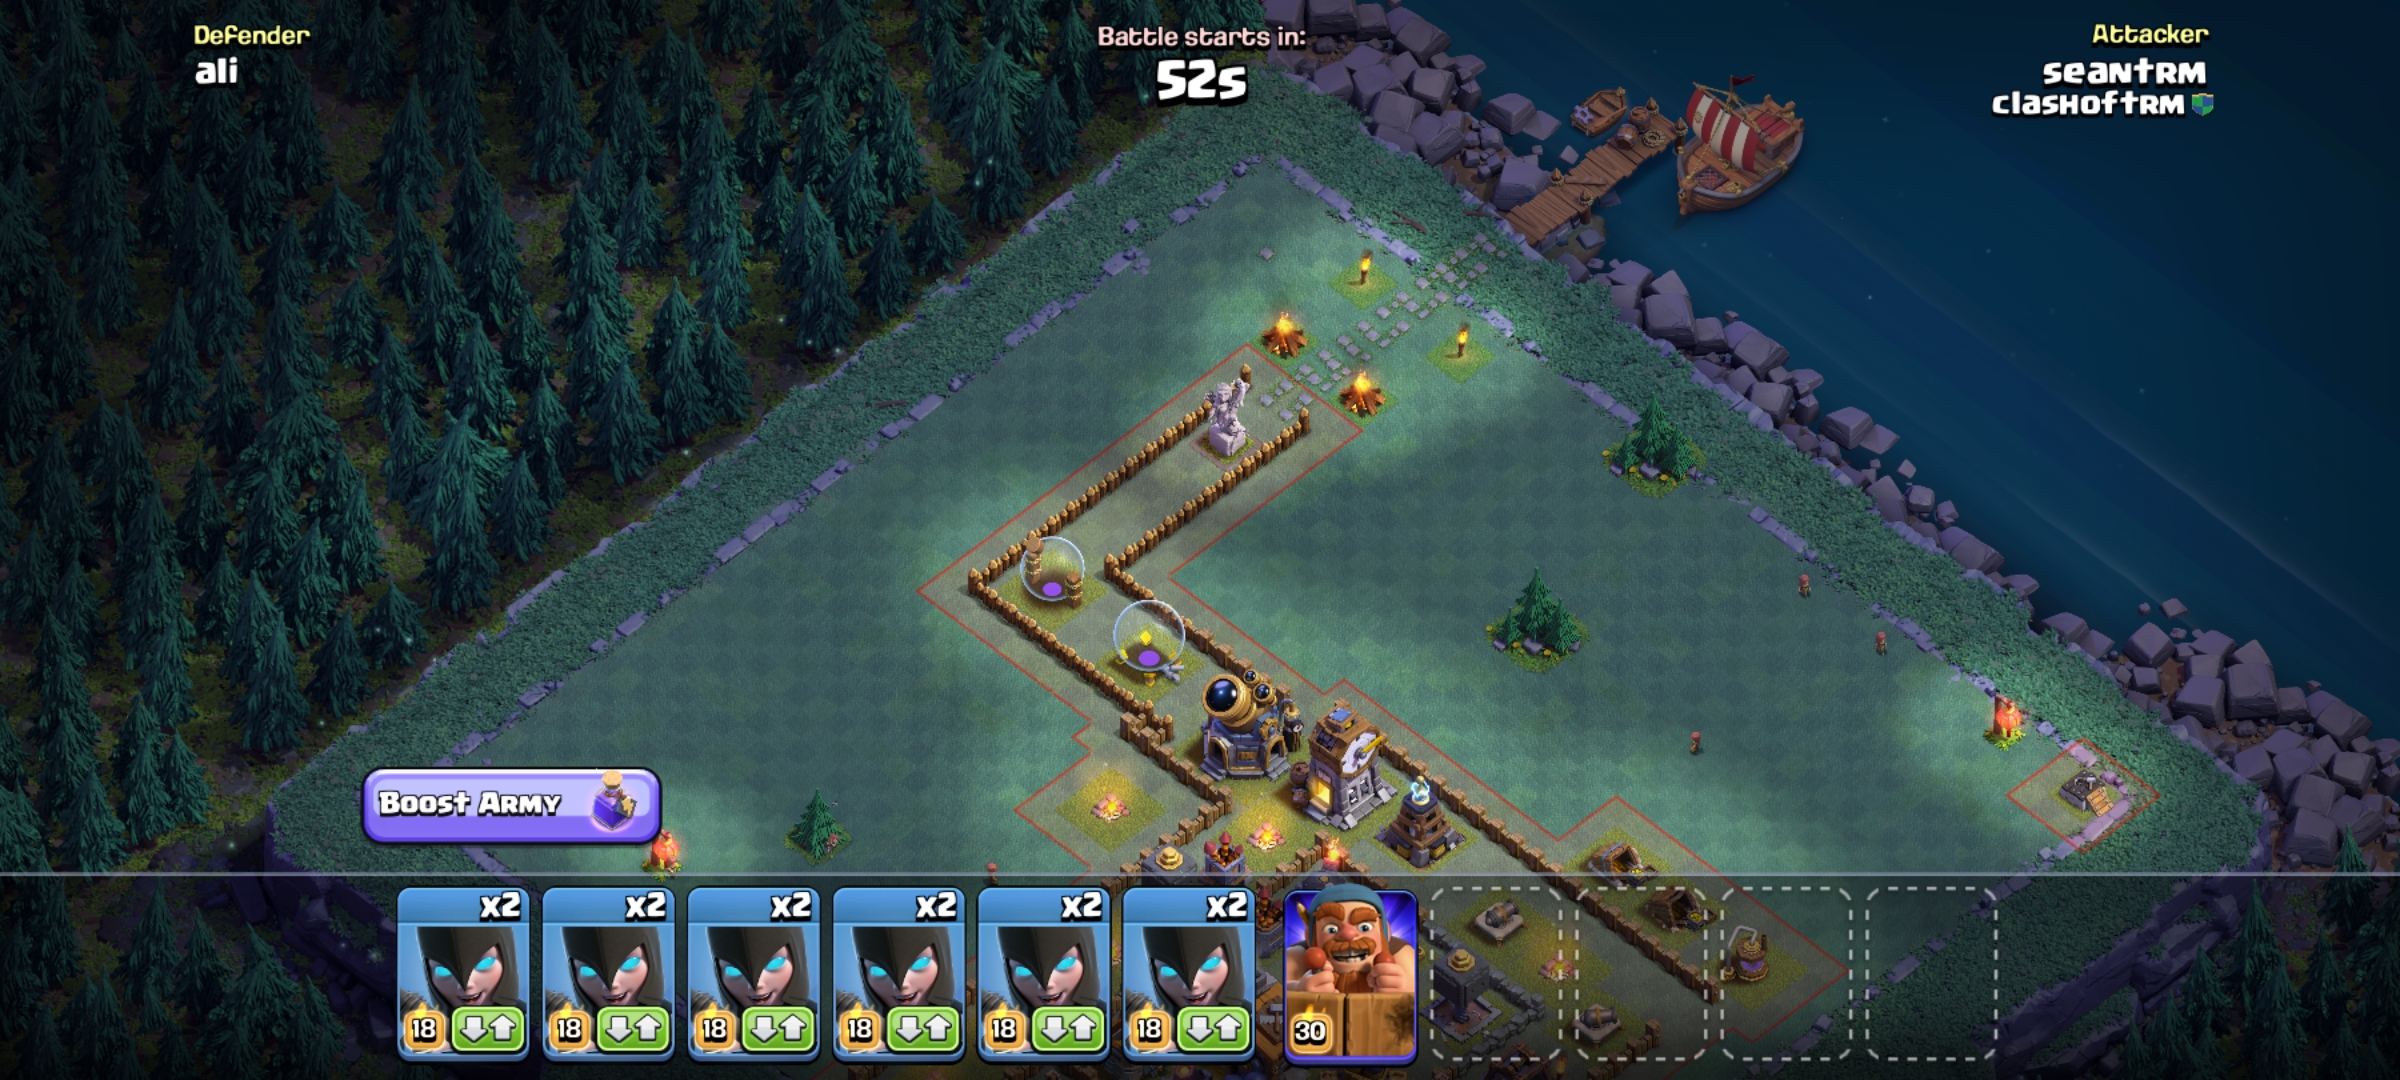 Defender
ali
Battle starts in:
52s
Attacker
seantRM
clashoftRM
Boost Army
x2
x2
x2
x2
x2
x2
18
18
18
18
18
18
30